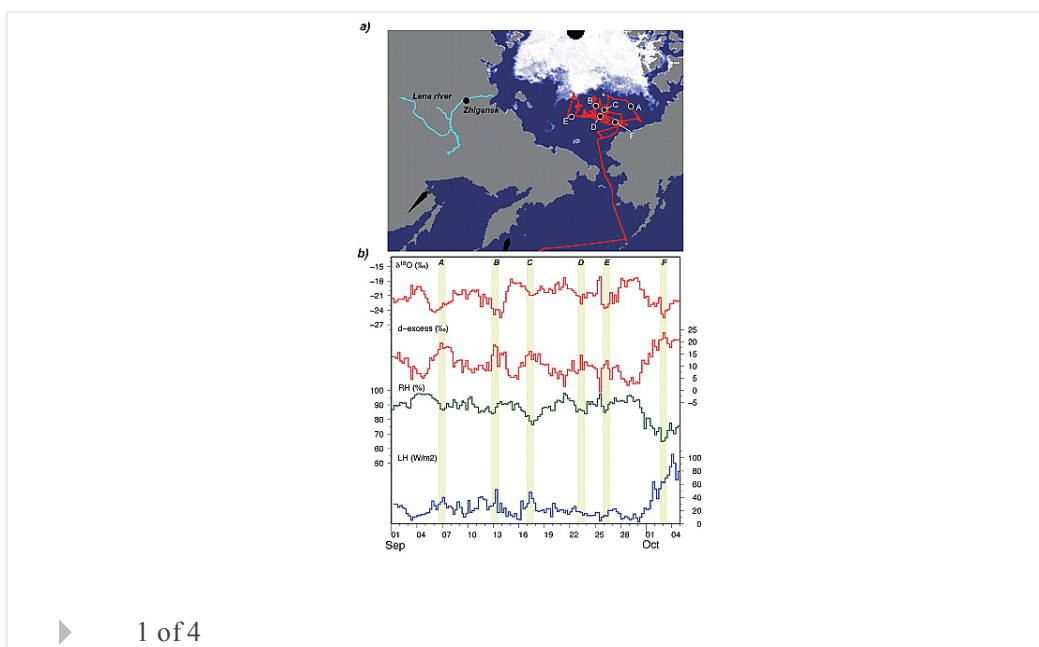 a)
Lena river
Zhigansk
B
C
A
E
D
F
b)
A B C D E F
δ¹⁸O (‰)
−15
−18
−21
−24
−27
d−excess (‰)
25
20
15
10
5
0
−5
RH (%)
100
90
80
70
60
50
LH (W/m2)
100
80
60
40
20
0
01 04 07 10 13 16 19 22 25 28 01 04
Sep Oct
1 of 4